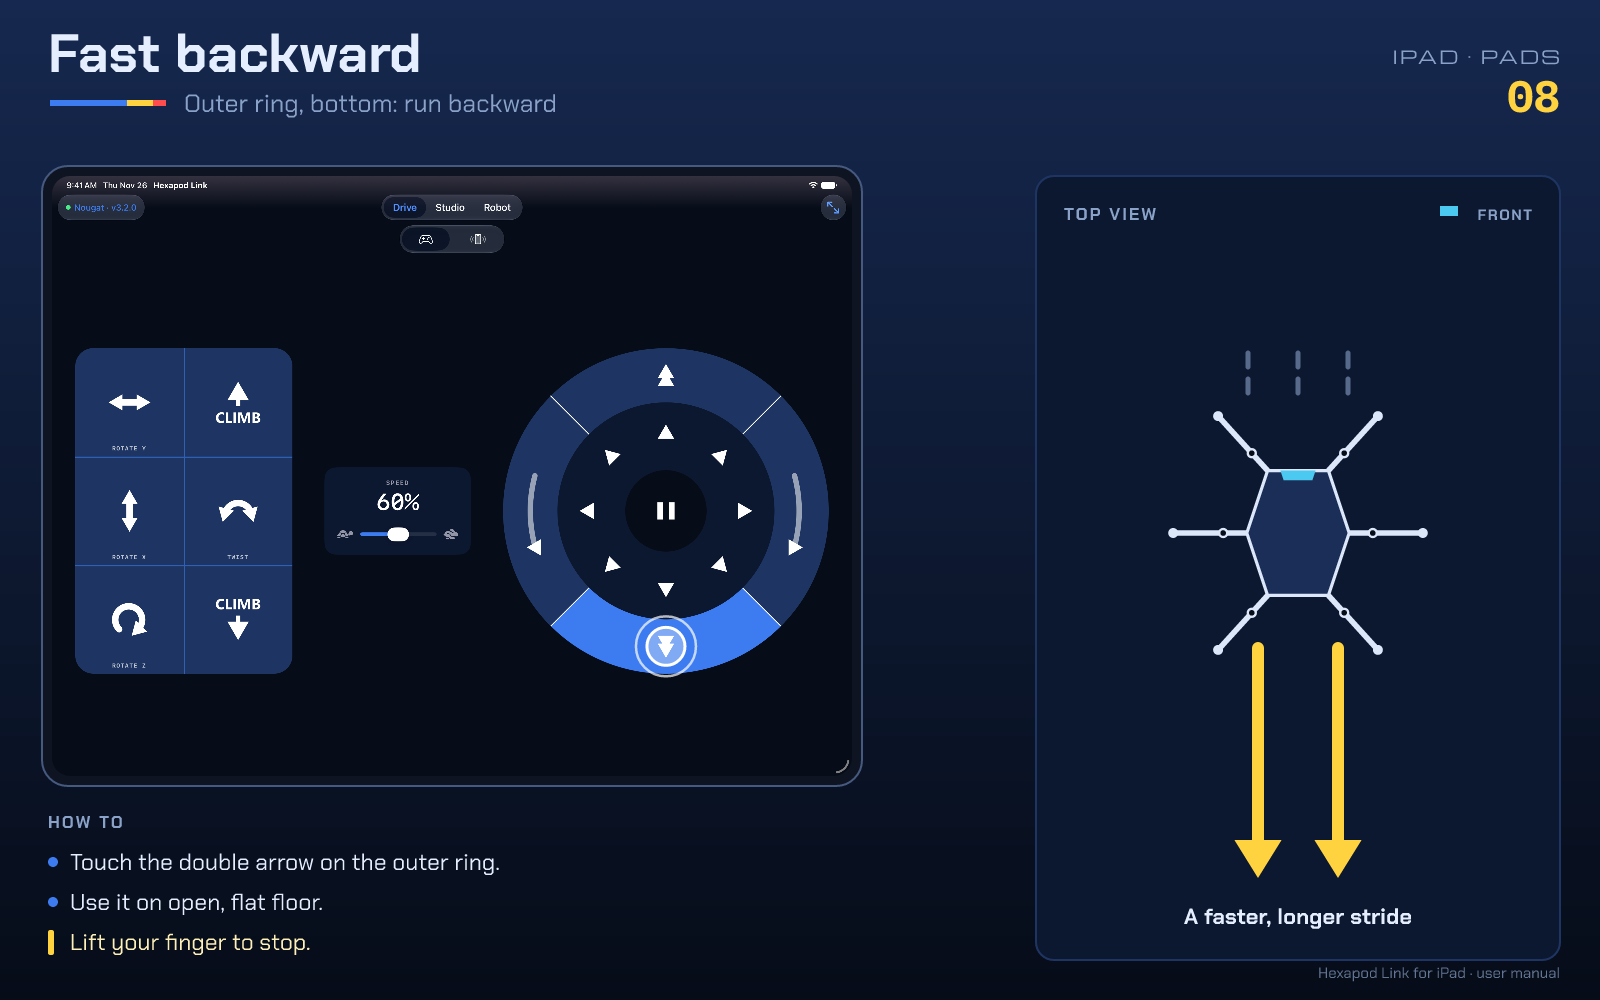 Fast backward
Outer ring, bottom: run backward
IPAD · PADS
08
9:41 AM Thu Nov 26 Hexapod Link
Nougat · v3.2.0
Drive Studio Robot
ROTATE Y
CLIMB
ROTATE X
TWIST
ROTATE Z
CLIMB
SPEED
60%
TOP VIEW
FRONT
A faster, longer stride
HOW TO
Touch the double arrow on the outer ring.
Use it on open, flat floor.
Lift your finger to stop.
Hexapod Link for iPad · user manual